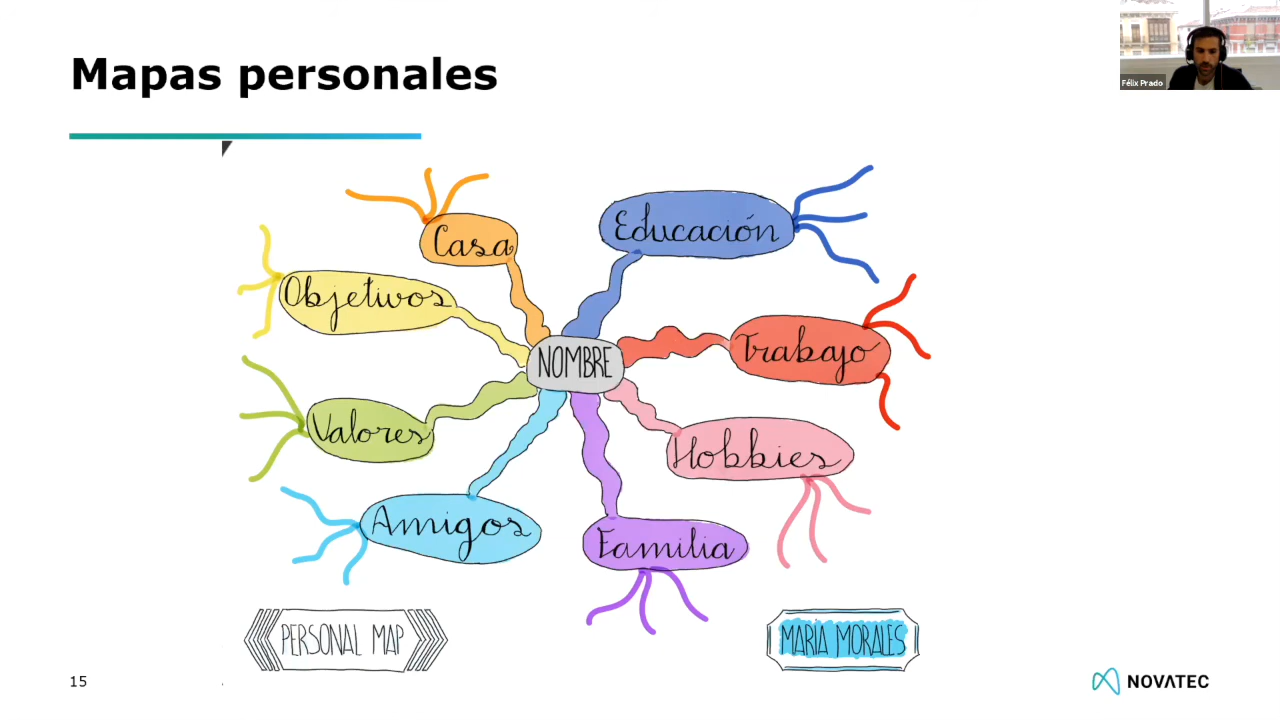 Mapas personales
Félix Prado
Casa
Educación
Objetivos
Trabajo
NOMBRE
Valores
Hobbies
Amigos
Familia
PERSONAL MAP
MARIA MORALES
15
NOVATEC